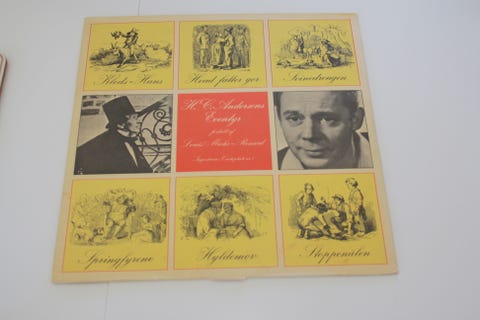 Klods-Hans
Hvad fatter gør
Svinedrengen
H. C. Andersens
Eventyr
fortalt af
Louis Miehe-Renard
Springfyrene
Hyldemor
Stoppenålen